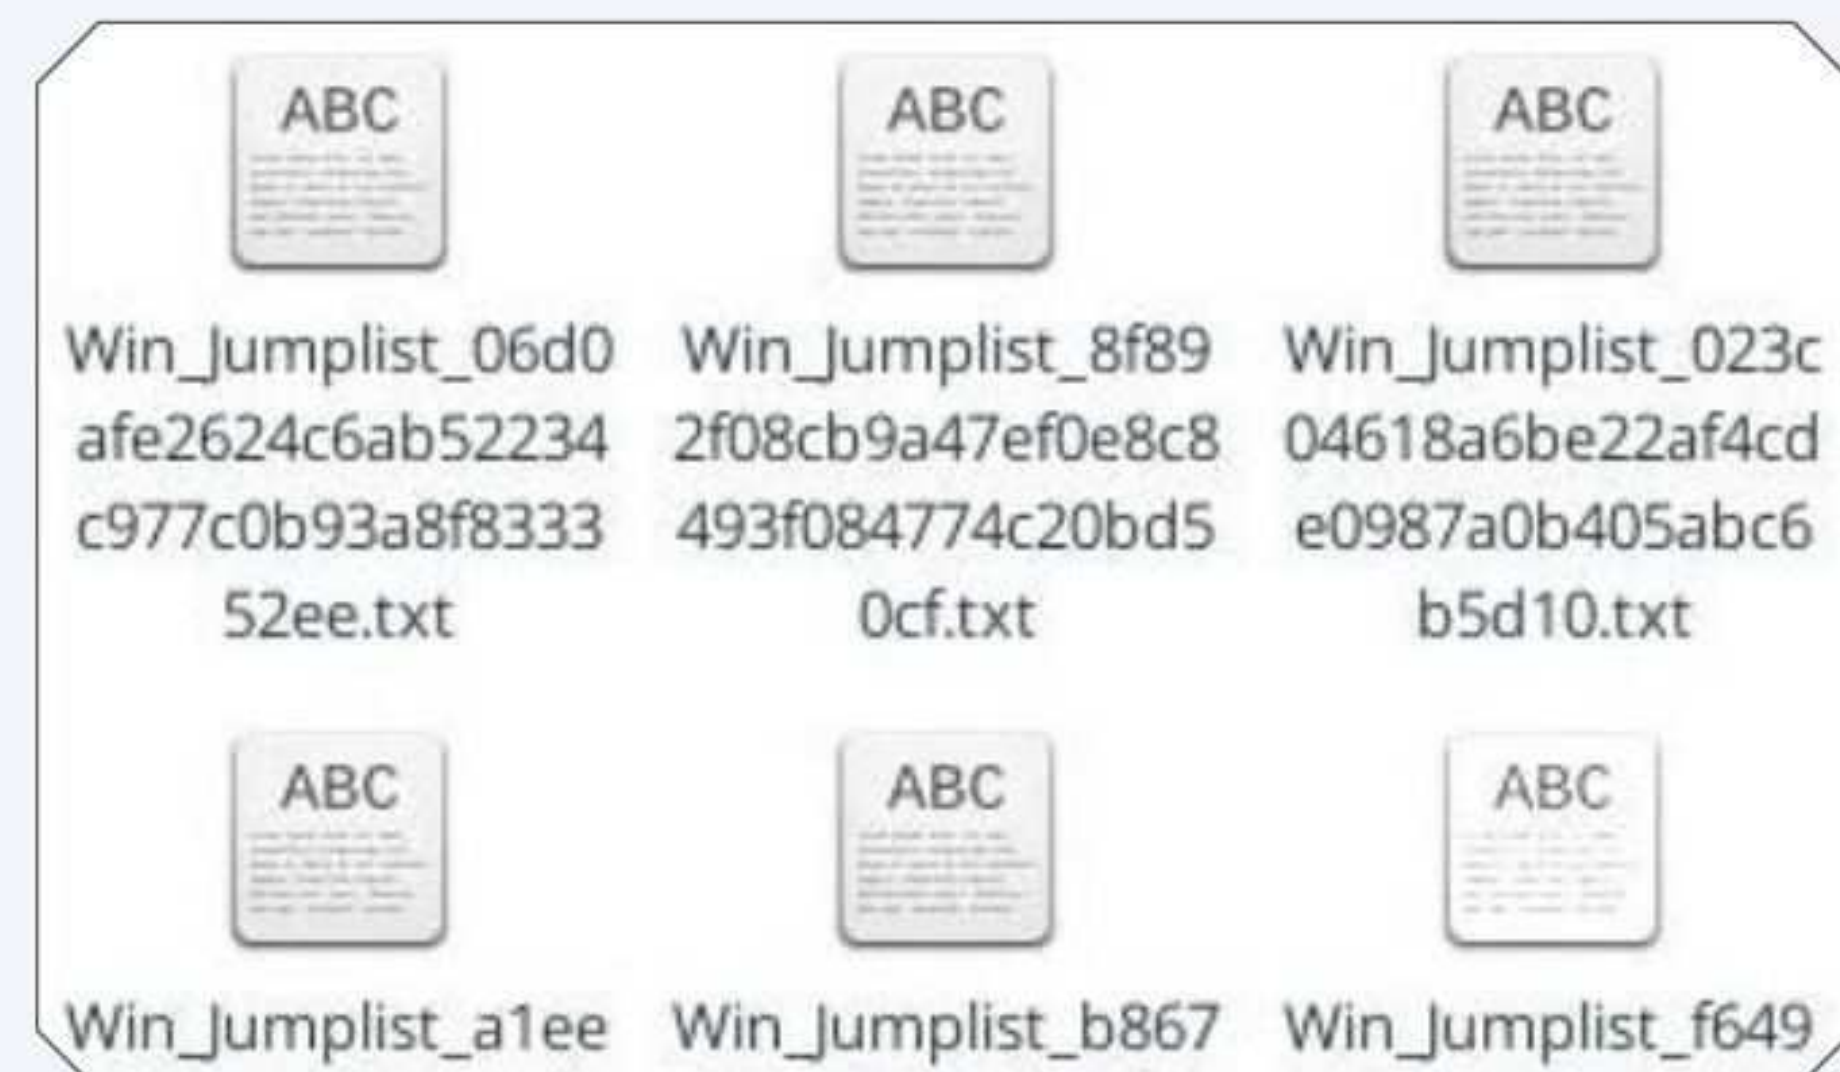 ABC ABC ABC
Win_Jumplist_06d0 Win_Jumplist_8f89 Win_Jumplist_023c
afe2624c6ab52234 2f08cb9a47ef0e8c8 04618a6be22af4cd
c977c0b93a8f8333 493f084774c20bd5 e0987a0b405abc6
52ee.txt 0cf.txt b5d10.txt
ABC ABC ABC
Win_Jumplist_a1ee Win_Jumplist_b867 Win_Jumplist_f649